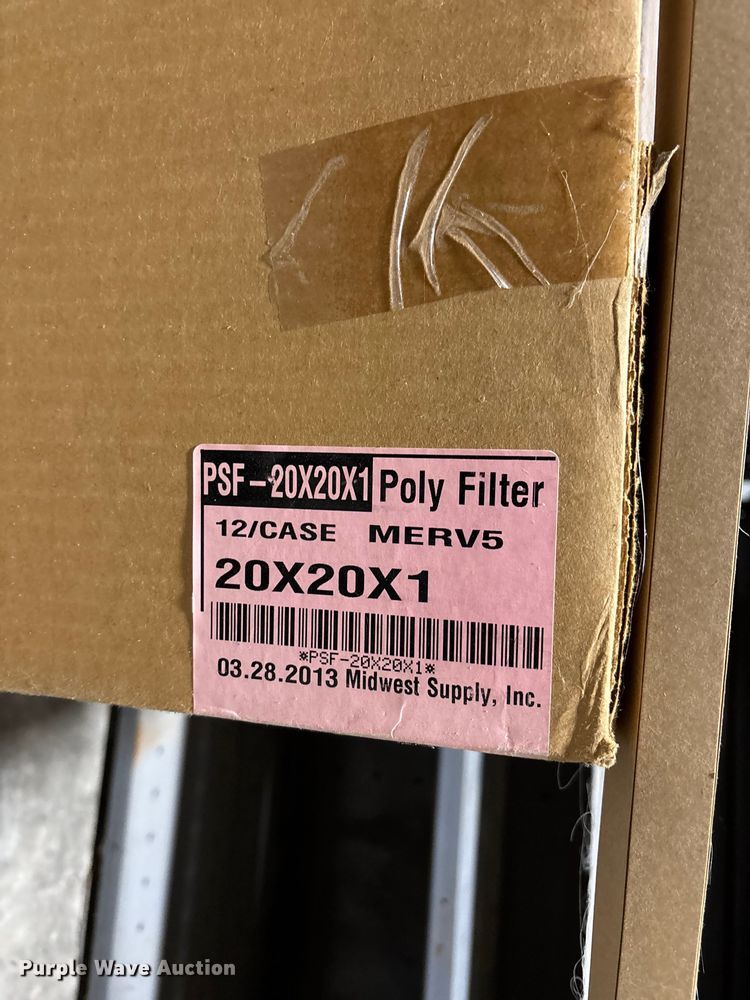 PSF-20X20X1 Poly Filter
12/CASE MERV5
20X20X1
*PSF-20X20X1*
03.28.2013 Midwest Supply, Inc.
Purple Wave Auction